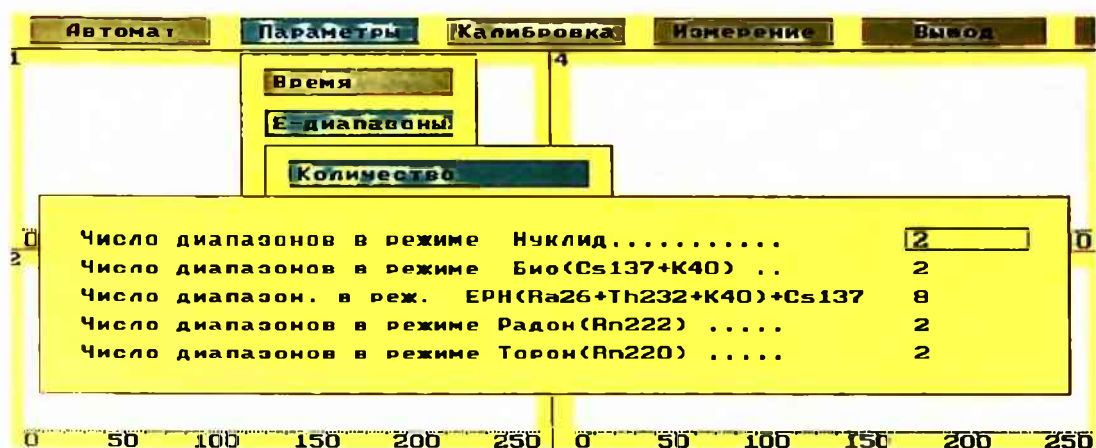 Автомат Параметры Калибровка Измерение Вывод
1 4
Время
Е-диапазоны
Количество
0 Число диапазонов в режиме Нуклид........... 2 0
2
Число диапазонов в режиме Био(Cs137+K40) .. 2
Число диапазон. в реж. ЕРН(Ra26+Th232+K40)+Cs137 8
Число диапазонов в режиме Радон(Rn222) ..... 2
Число диапазонов в режиме Торон(Rn220) ..... 2
0 50 100 150 200 250 0 50 100 150 200 250